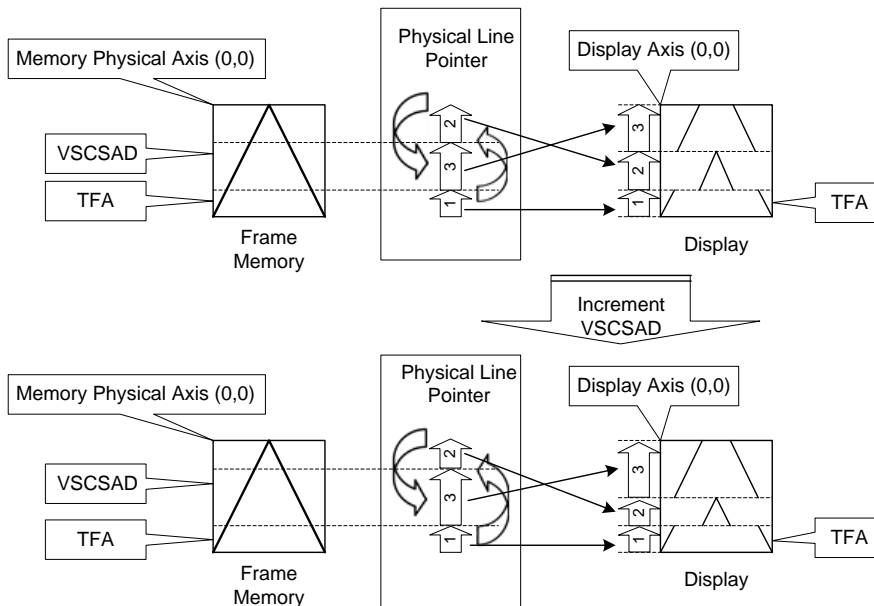 Physical Line
Pointer
Memory Physical Axis (0,0)
Display Axis (0,0)
2
3
1
3
2
1
VSCSAD
TFA
TFA
Frame
Memory
Display
Increment
VSCSAD
Physical Line
Pointer
Memory Physical Axis (0,0)
Display Axis (0,0)
2
3
1
3
2
1
VSCSAD
TFA
TFA
Frame
Memory
Display